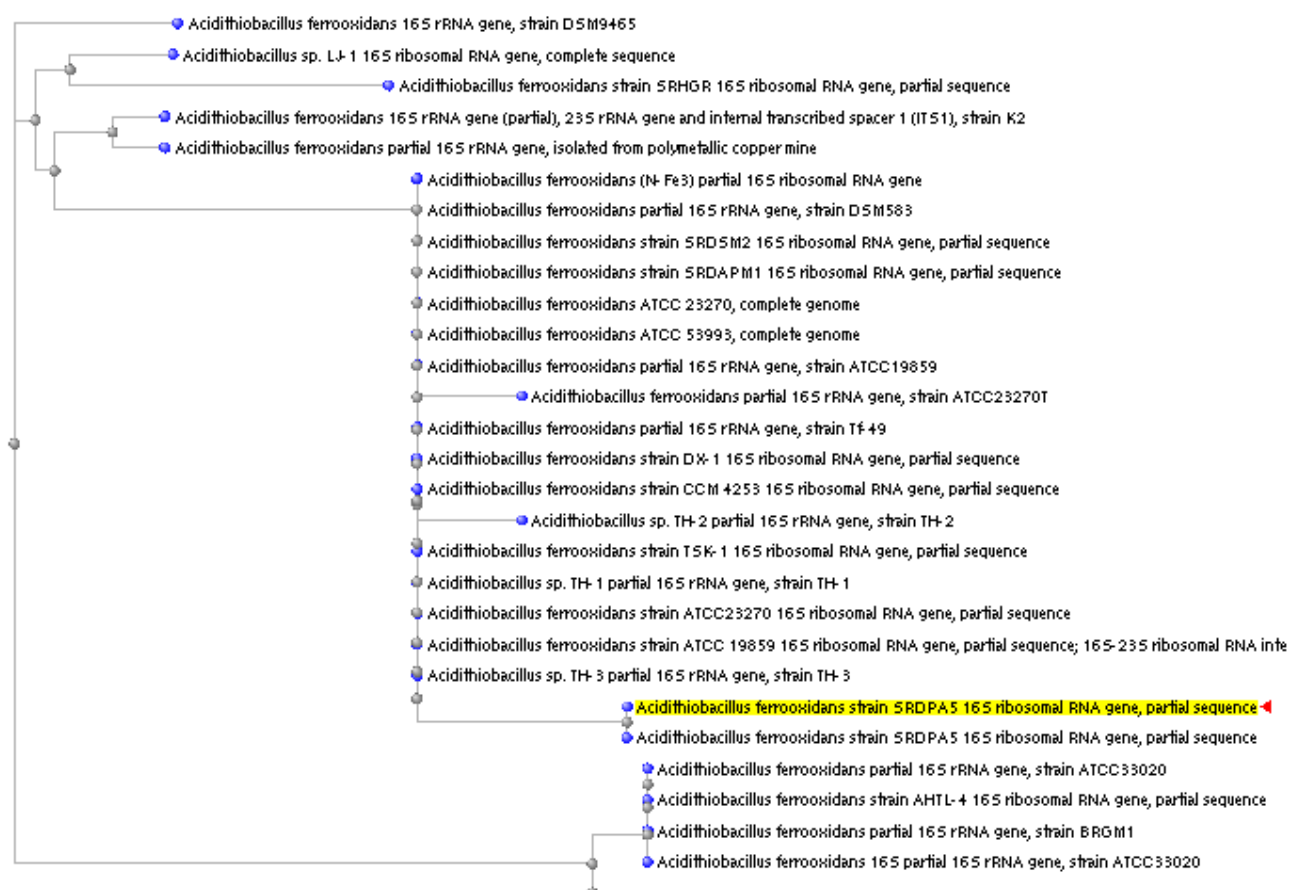 Acidithiobacillus ferrooxidans 16S rRNA gene, strain DSM9465
Acidithiobacillus sp. LJ-1 16S ribosomal RNA gene, complete sequence
Acidithiobacillus ferrooxidans strain SRHGR 16S ribosomal RNA gene, partial sequence
Acidithiobacillus ferrooxidans 16S rRNA gene (partial), 23S rRNA gene and internal transcribed spacer 1 (ITS1), strain K2
Acidithiobacillus ferrooxidans partial 16S rRNA gene, isolated from polymetallic copper mine
Acidithiobacillus ferrooxidans (N-Fe3) partial 16S ribosomal RNA gene
Acidithiobacillus ferrooxidans partial 16S rRNA gene, strain DSM583
Acidithiobacillus ferrooxidans strain SRDSM2 16S ribosomal RNA gene, partial sequence
Acidithiobacillus ferrooxidans strain SRDAPM1 16S ribosomal RNA gene, partial sequence
Acidithiobacillus ferrooxidans ATCC 23270, complete genome
Acidithiobacillus ferrooxidans ATCC 53993, complete genome
Acidithiobacillus ferrooxidans partial 16S rRNA gene, strain ATCC19859
Acidithiobacillus ferrooxidans partial 16S rRNA gene, strain ATCC23270T
Acidithiobacillus ferrooxidans partial 16S rRNA gene, strain Tf-49
Acidithiobacillus ferrooxidans strain DX-1 16S ribosomal RNA gene, partial sequence
Acidithiobacillus ferrooxidans strain CCM 4253 16S ribosomal RNA gene, partial sequence
Acidithiobacillus sp. TH-2 partial 16S rRNA gene, strain TH-2
Acidithiobacillus ferrooxidans strain TSK-1 16S ribosomal RNA gene, partial sequence
Acidithiobacillus sp. TH-1 partial 16S rRNA gene, strain TH-1
Acidithiobacillus ferrooxidans strain ATCC23270 16S ribosomal RNA gene, partial sequence
Acidithiobacillus ferrooxidans strain ATCC 19859 16S ribosomal RNA gene, partial sequence; 16S-23S ribosomal RNA inte
Acidithiobacillus sp. TH-3 partial 16S rRNA gene, strain TH-3
Acidithiobacillus ferrooxidans strain SRDPA5 16S ribosomal RNA gene, partial sequence
Acidithiobacillus ferrooxidans strain SRDPA5 16S ribosomal RNA gene, partial sequence
Acidithiobacillus ferrooxidans partial 16S rRNA gene, strain ATCC33020
Acidithiobacillus ferrooxidans strain AHTL-4 16S ribosomal RNA gene, partial sequence
Acidithiobacillus ferrooxidans partial 16S rRNA gene, strain BRGM1
Acidithiobacillus ferrooxidans 16S partial 16S rRNA gene, strain ATCC33020